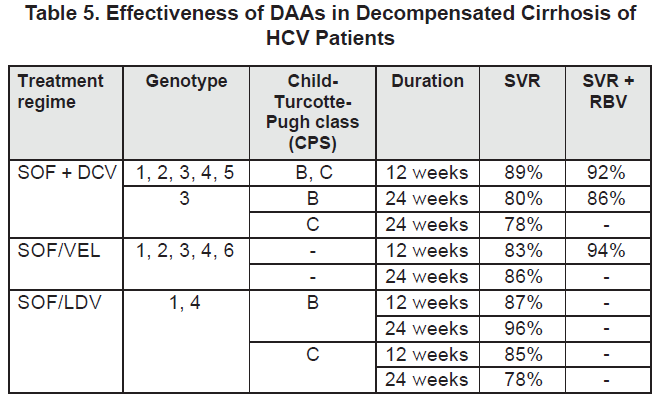 Table 5. Effectiveness of DAAs in Decompensated Cirrhosis of
HCV Patients
Treatment regime Genotype Child-Turcotte-Pugh class (CPS) Duration SVR SVR + RBV
SOF + DCV 1, 2, 3, 4, 5 B, C 12 weeks 89% 92%
3 B 24 weeks 80% 86%
C 24 weeks 78% -
SOF/VEL 1, 2, 3, 4, 6 - 12 weeks 83% 94%
- 24 weeks 86% -
SOF/LDV 1, 4 B 12 weeks 87% -
24 weeks 96% -
C 12 weeks 85% -
24 weeks 78% -